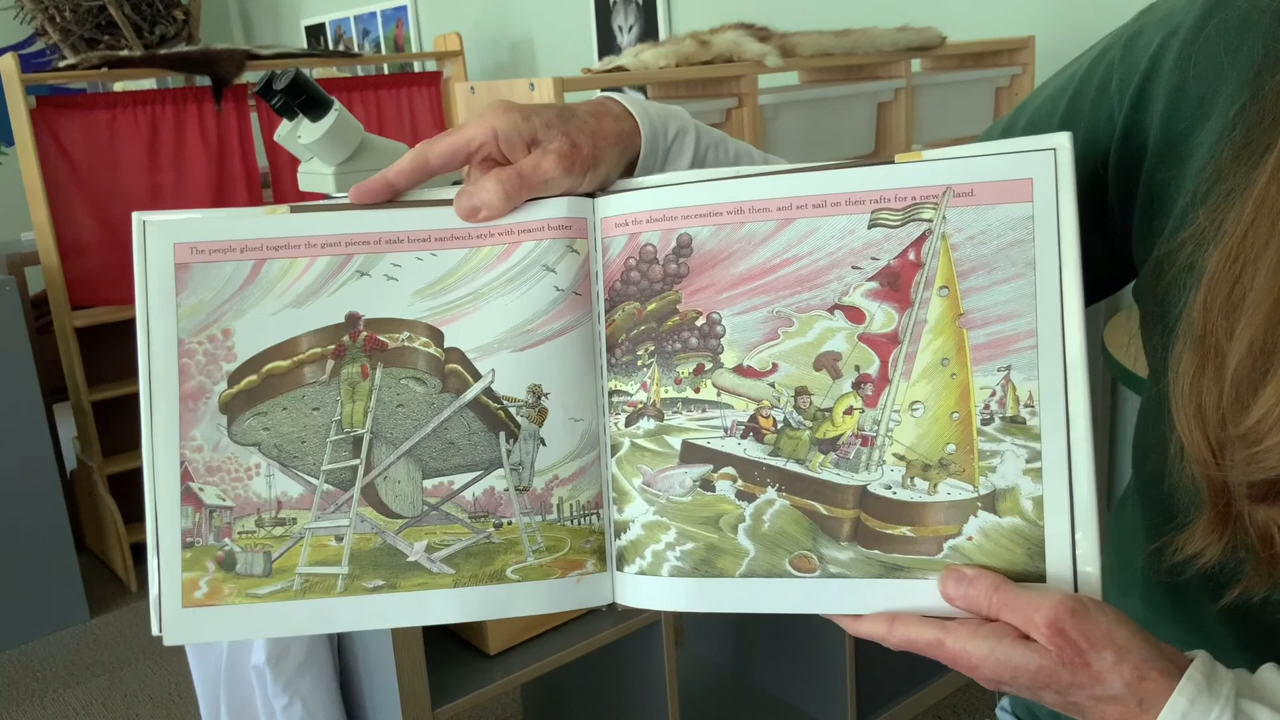 The people glued together the giant pieces of stale bread sandwich-style with peanut butter . . .
took the absolute necessities with them, and set sail on their rafts for a new land.